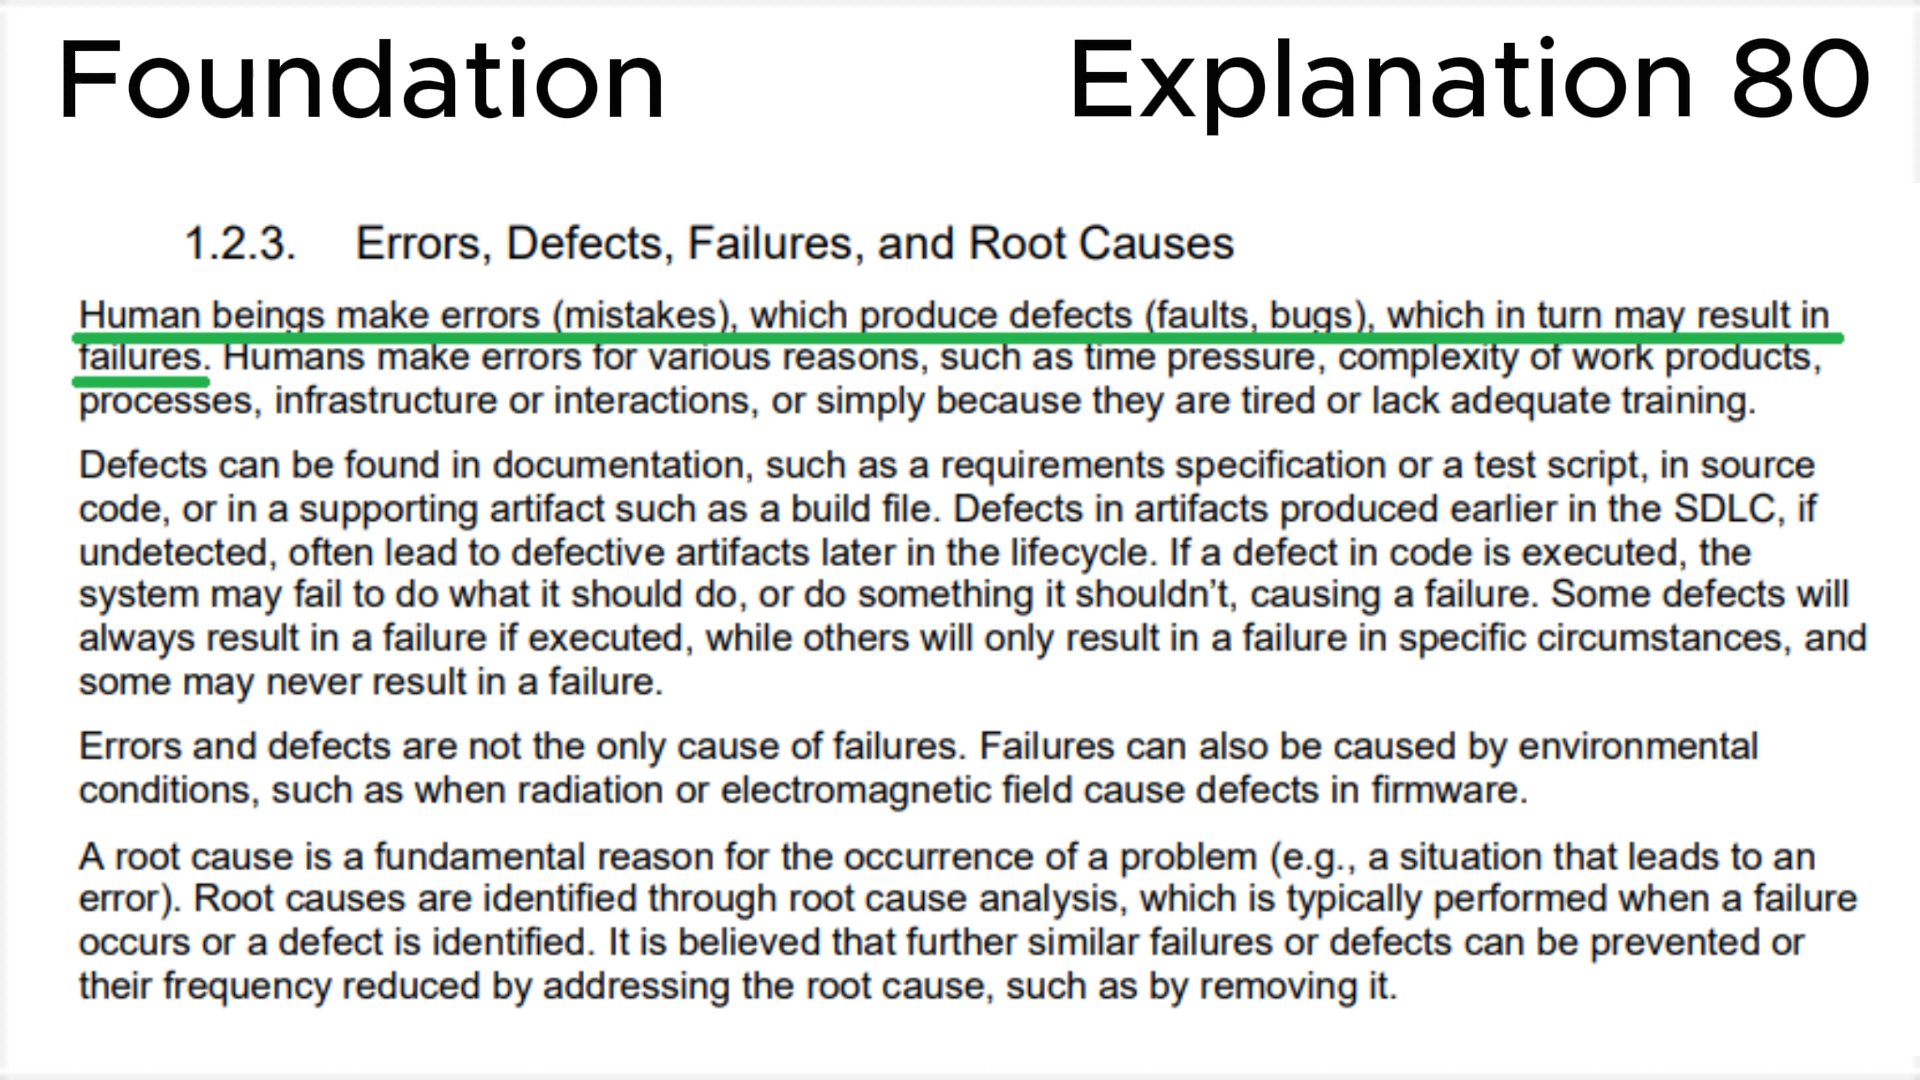 Foundation
Explanation 80
1.2.3. Errors, Defects, Failures, and Root Causes
Human beings make errors (mistakes), which produce defects (faults, bugs), which in turn may result in
failures. Humans make errors for various reasons, such as time pressure, complexity of work products,
processes, infrastructure or interactions, or simply because they are tired or lack adequate training.
Defects can be found in documentation, such as a requirements specification or a test script, in source
code, or in a supporting artifact such as a build file. Defects in artifacts produced earlier in the SDLC, if
undetected, often lead to defective artifacts later in the lifecycle. If a defect in code is executed, the
system may fail to do what it should do, or do something it shouldn’t, causing a failure. Some defects will
always result in a failure if executed, while others will only result in a failure in specific circumstances, and
some may never result in a failure.
Errors and defects are not the only cause of failures. Failures can also be caused by environmental
conditions, such as when radiation or electromagnetic field cause defects in firmware.
A root cause is a fundamental reason for the occurrence of a problem (e.g., a situation that leads to an
error). Root causes are identified through root cause analysis, which is typically performed when a failure
occurs or a defect is identified. It is believed that further similar failures or defects can be prevented or
their frequency reduced by addressing the root cause, such as by removing it.